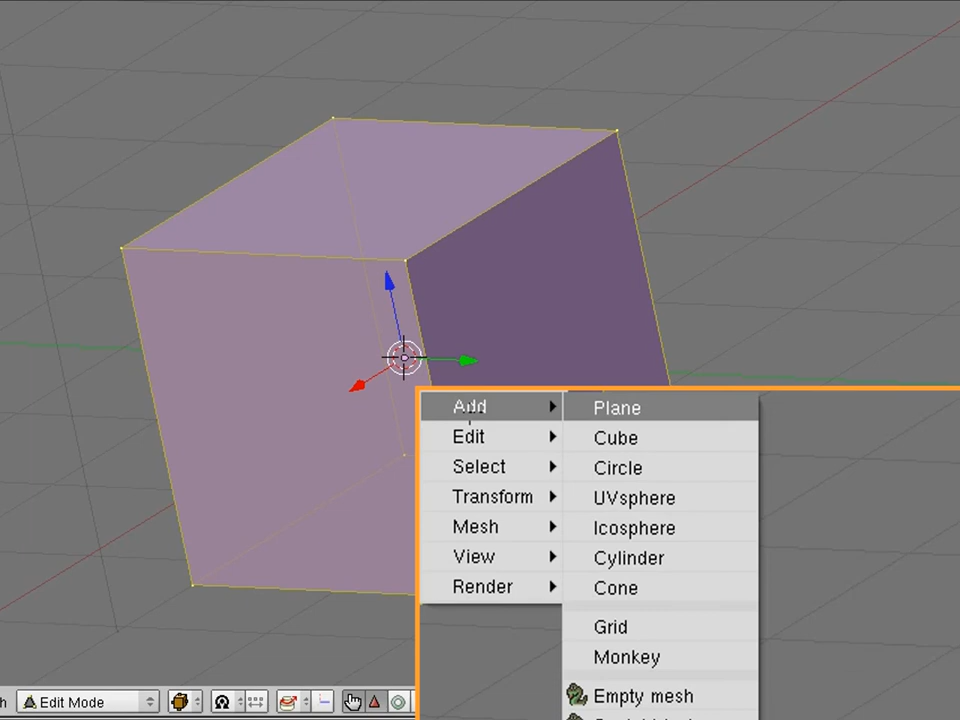 Add
Edit
Select
Transform
Mesh
View
Render
Plane
Cube
Circle
UVsphere
Icosphere
Cylinder
Cone
Grid
Monkey
Empty mesh
h
Edit Mode